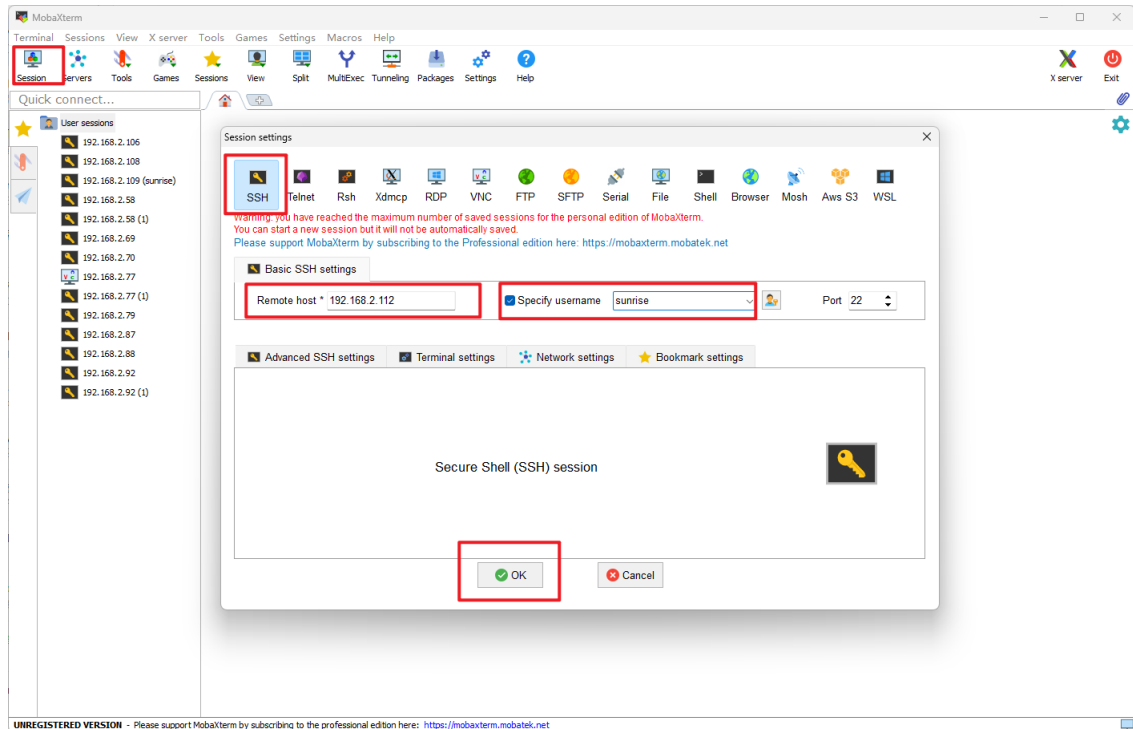 MobaXterm
Terminal Sessions View X server Tools Games Settings Macros Help
Session Servers Tools Games Sessions View Split MultiExec Tunneling Packages Settings Help X server Exit
Quick connect...
User sessions
192.168.2.106
192.168.2.108
192.168.2.109 (sunrise)
192.168.2.58
192.168.2.58 (1)
192.168.2.69
192.168.2.70
192.168.2.77
192.168.2.77 (1)
192.168.2.79
192.168.2.87
192.168.2.88
192.168.2.92
192.168.2.92 (1)
Session settings
SSH Telnet Rsh Xdmcp RDP VNC FTP SFTP Serial File Shell Browser Mosh Aws S3 WSL
Warning: you have reached the maximum number of saved sessions for the personal edition of MobaXterm.
You can start a new session but it will not be automatically saved.
Please support MobaXterm by subscribing to the Professional edition here: https://mobaxterm.mobatek.net
Basic SSH settings
Remote host * 192.168.2.112 Specify username sunrise Port 22
Advanced SSH settings Terminal settings Network settings Bookmark settings
Secure Shell (SSH) session
OK Cancel
UNREGISTERED VERSION - Please support MobaXterm by subscribing to the professional edition here: https://mobaxterm.mobatek.net